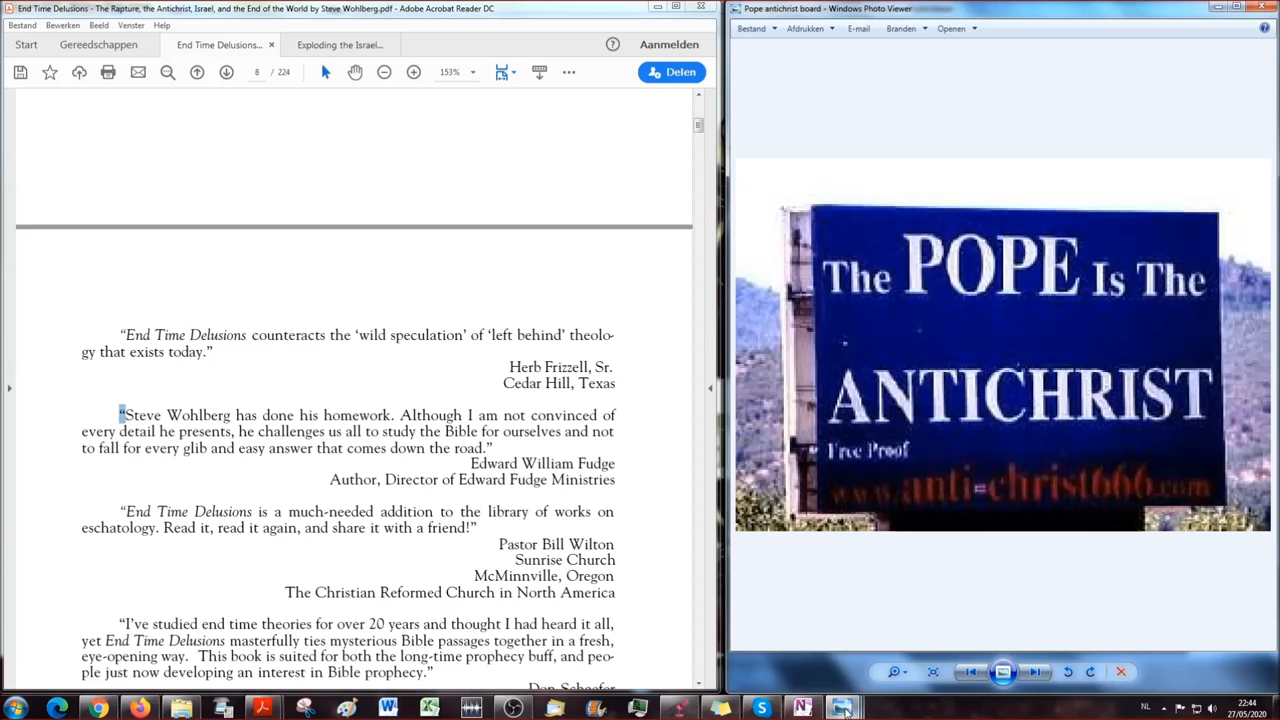 End Time Delusions - The Rapture, the Antichrist, Israel, and the End of the World by Steve Wohlberg.pdf - Adobe Acrobat Reader DC
Bestand Bewerken Beeld Venster Help
Start Gereedschappen End Time Delusions... × Exploding the Israel... Aanmelden
8 / 224 153% Delen
“End Time Delusions counteracts the ‘wild speculation’ of ‘left behind’ theolo-
gy that exists today.”
Herb Frizzell, Sr.
Cedar Hill, Texas
“Steve Wohlberg has done his homework. Although I am not convinced of
every detail he presents, he challenges us all to study the Bible for ourselves and not
to fall for every glib and easy answer that comes down the road.”
Edward William Fudge
Author, Director of Edward Fudge Ministries
“End Time Delusions is a much-needed addition to the library of works on
eschatology. Read it, read it again, and share it with a friend!”
Pastor Bill Wilton
Sunrise Church
McMinnville, Oregon
The Christian Reformed Church in North America
“I’ve studied end time theories for over 20 years and thought I had heard it all,
yet End Time Delusions masterfully ties mysterious Bible passages together in a fresh,
eye-opening way. This book is suited for both the long-time prophecy buff, and peo-
ple just now developing an interest in Bible prophecy.”
Don Schaefer
Pope antichrist board - Windows Photo Viewer
Bestand Afdrukken E-mail Branden Openen
The POPE Is The
ANTICHRIST
Free Proof
NL 22:44
27/05/2020